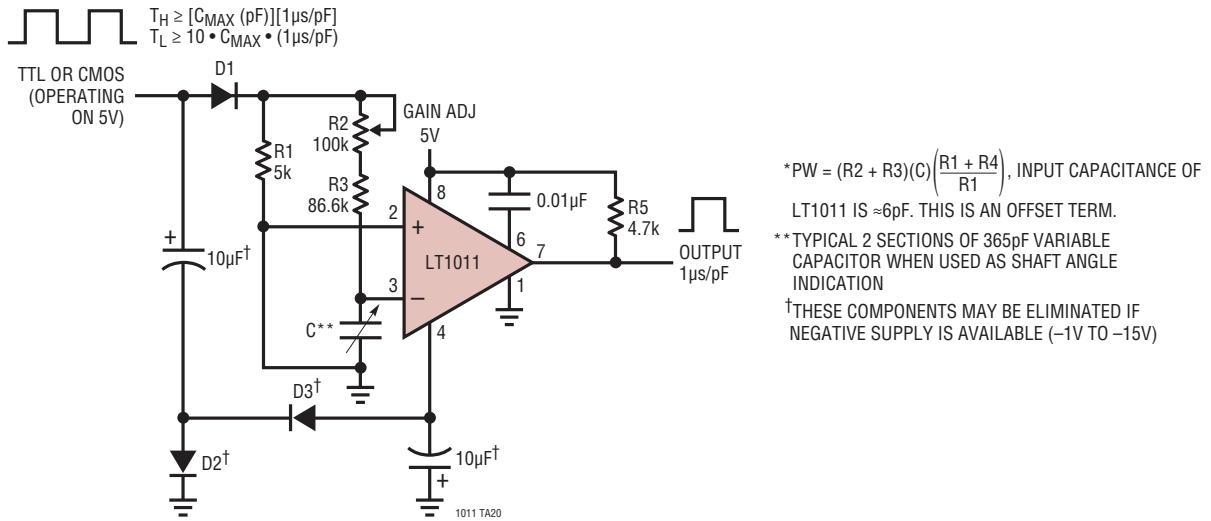 T_H ≥ [C_MAX (pF)][1µs/pF]
T_L ≥ 10 • C_MAX • (1µs/pF)
TTL OR CMOS
(OPERATING
ON 5V)
D1
R1
5k
R2
100k
GAIN ADJ
5V
R3
86.6k
8
0.01µF
R5
4.7k
2
+
6
7
LT1011
3
–
1
4
OUTPUT
1µs/pF
+
10µF†
C**
D3†
D2†
10µF†
+
1011 TA20
*PW = (R2 + R3)(C)((R1 + R4)/R1), INPUT CAPACITANCE OF
LT1011 IS ≈6pF. THIS IS AN OFFSET TERM.
**TYPICAL 2 SECTIONS OF 365pF VARIABLE
CAPACITOR WHEN USED AS SHAFT ANGLE
INDICATION
†THESE COMPONENTS MAY BE ELIMINATED IF
NEGATIVE SUPPLY IS AVAILABLE (–1V TO –15V)